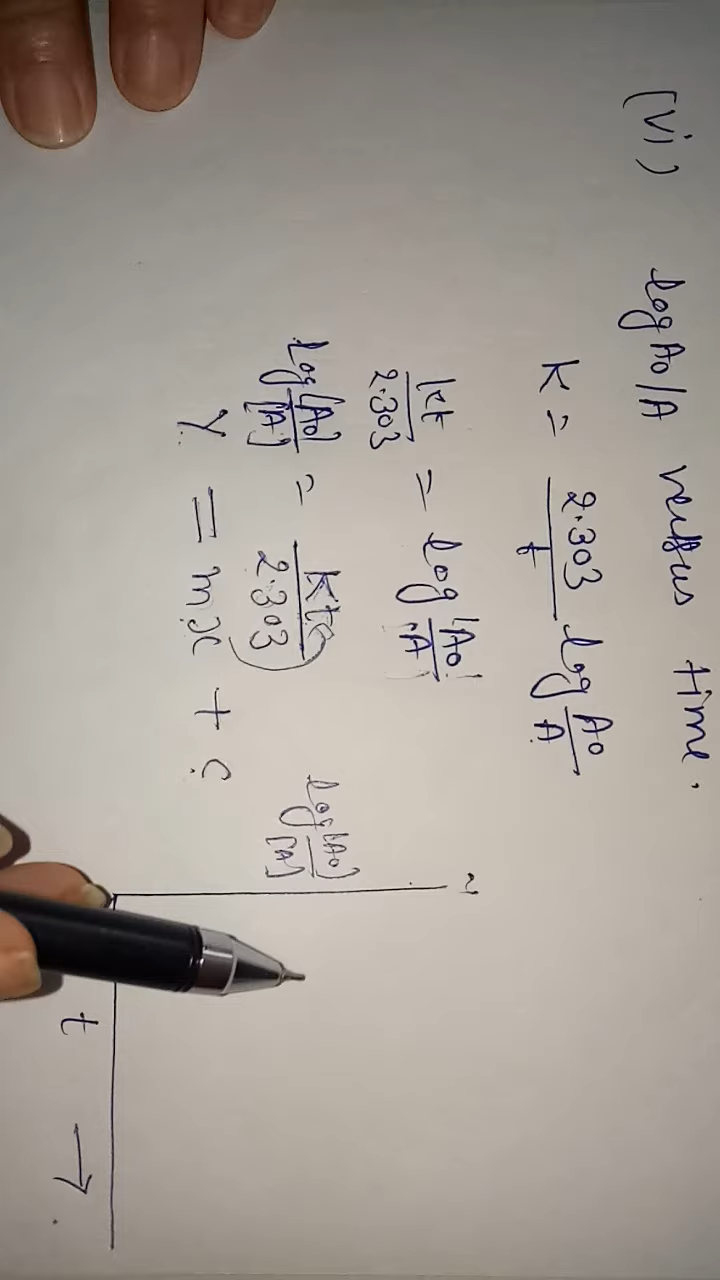 (vi) log A0/A versus time.
K = 2.303/t log A0/A
kt/2.303 = log [A0]/[A]
log [A0]/[A] = kt/2.303
Y = mx + c
log [A0]/[A]
t →